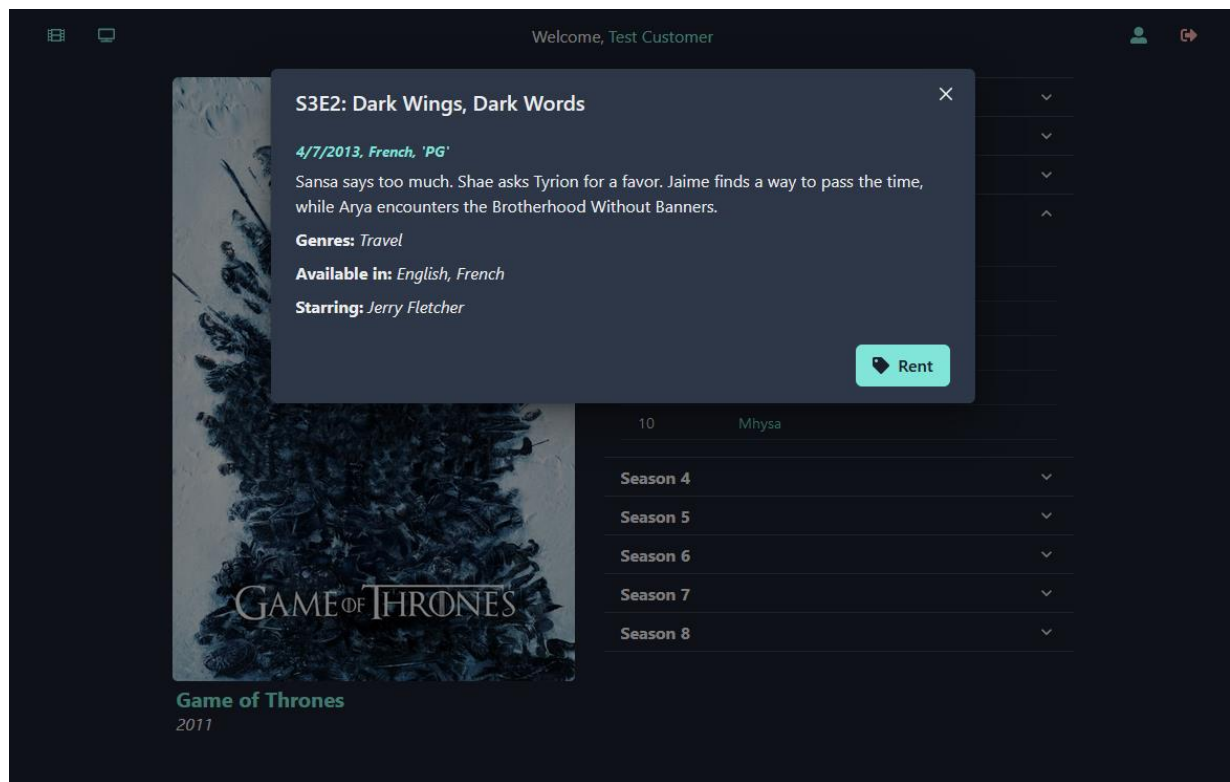 Welcome, Test Customer
S3E2: Dark Wings, Dark Words
4/7/2013, French, 'PG'
Sansa says too much. Shae asks Tyrion for a favor. Jaime finds a way to pass the time,
while Arya encounters the Brotherhood Without Banners.
Genres: Travel
Available in: English, French
Starring: Jerry Fletcher
Rent
10 Mhysa
Season 4
Season 5
Season 6
Season 7
Season 8
GAME OF THRONES
Game of Thrones
2011